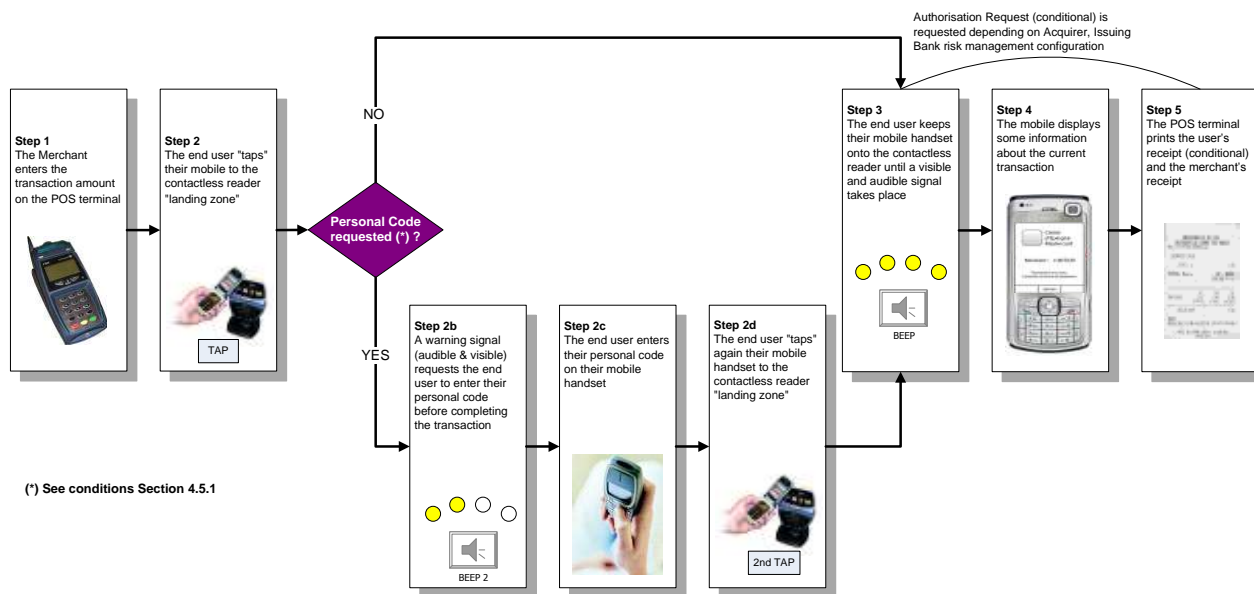 Authorisation Request (conditional) is
requested depending on Acquirer, Issuing
Bank risk management configuration
NO
Step 1
The Merchant
enters the
transaction amount
on the POS terminal
Step 2
The end user "taps"
their mobile to the
contactless reader
"landing zone"
TAP
Personal Code
requested (*) ?
YES
Step 2b
A warning signal
(audible & visible)
requests the end
user to enter their
personal code
before completing
the transaction
BEEP 2
Step 2c
The end user enters
their personal code
on their mobile
handset
Step 2d
The end user "taps"
again their mobile
handset to the
contactless reader
"landing zone"
2nd TAP
Step 3
The end user keeps
their mobile handset
onto the contactless
reader until a visible
and audible signal
takes place
BEEP
Step 4
The mobile displays
some information
about the current
transaction
Step 5
The POS terminal
prints the user's
receipt (conditional)
and the merchant's
receipt
(*) See conditions Section 4.5.1